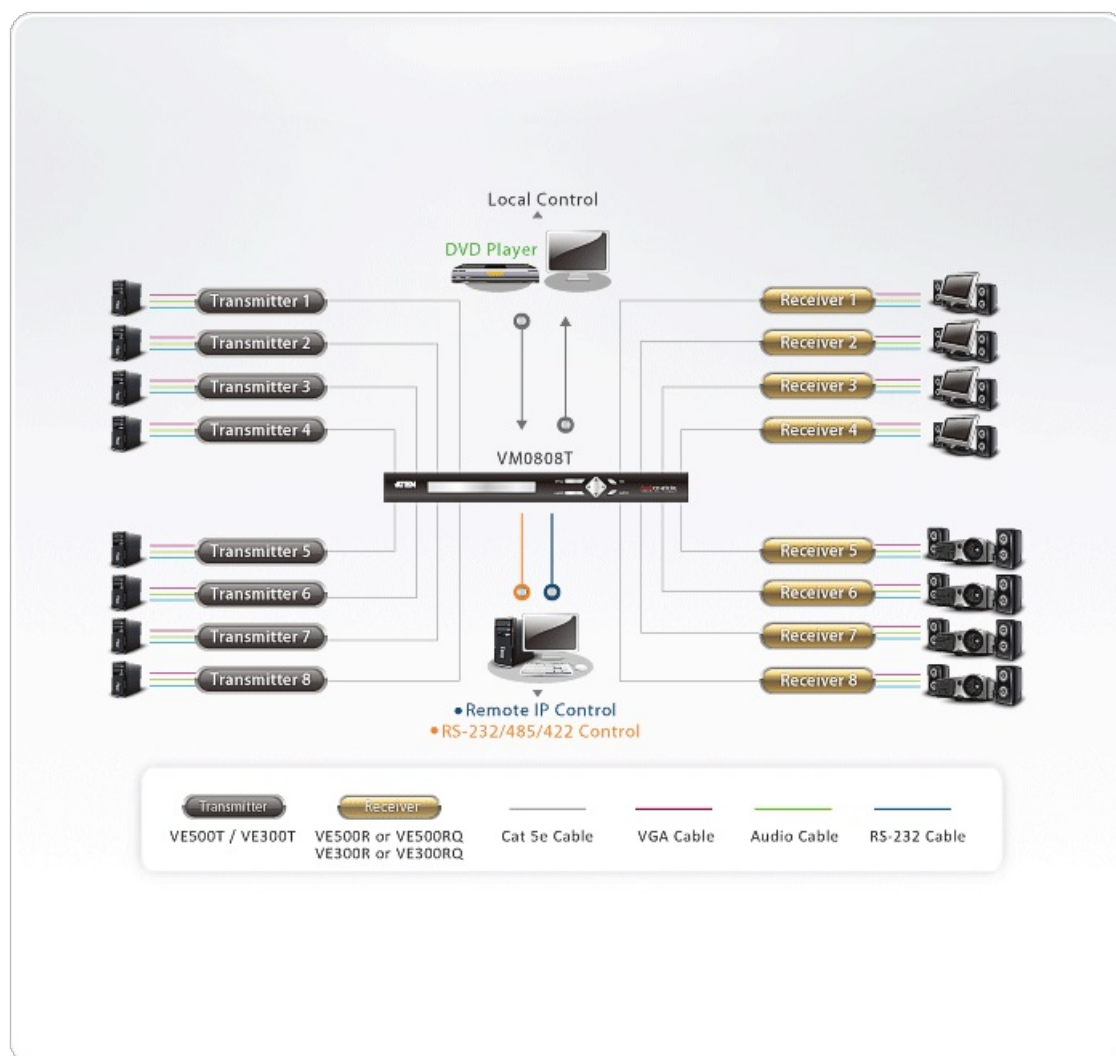 Local Control
DVD Player
Transmitter 1
Transmitter 2
Transmitter 3
Transmitter 4
Receiver 1
Receiver 2
Receiver 3
Receiver 4
VM0808T
ATEN
Transmitter 5
Transmitter 6
Transmitter 7
Transmitter 8
Receiver 5
Receiver 6
Receiver 7
Receiver 8
•Remote IP Control
•RS-232/485/422 Control
Transmitter
VE500T / VE300T
Receiver
VE500R or VE500RQ
VE300R or VE300RQ
Cat 5e Cable
VGA Cable
Audio Cable
RS-232 Cable